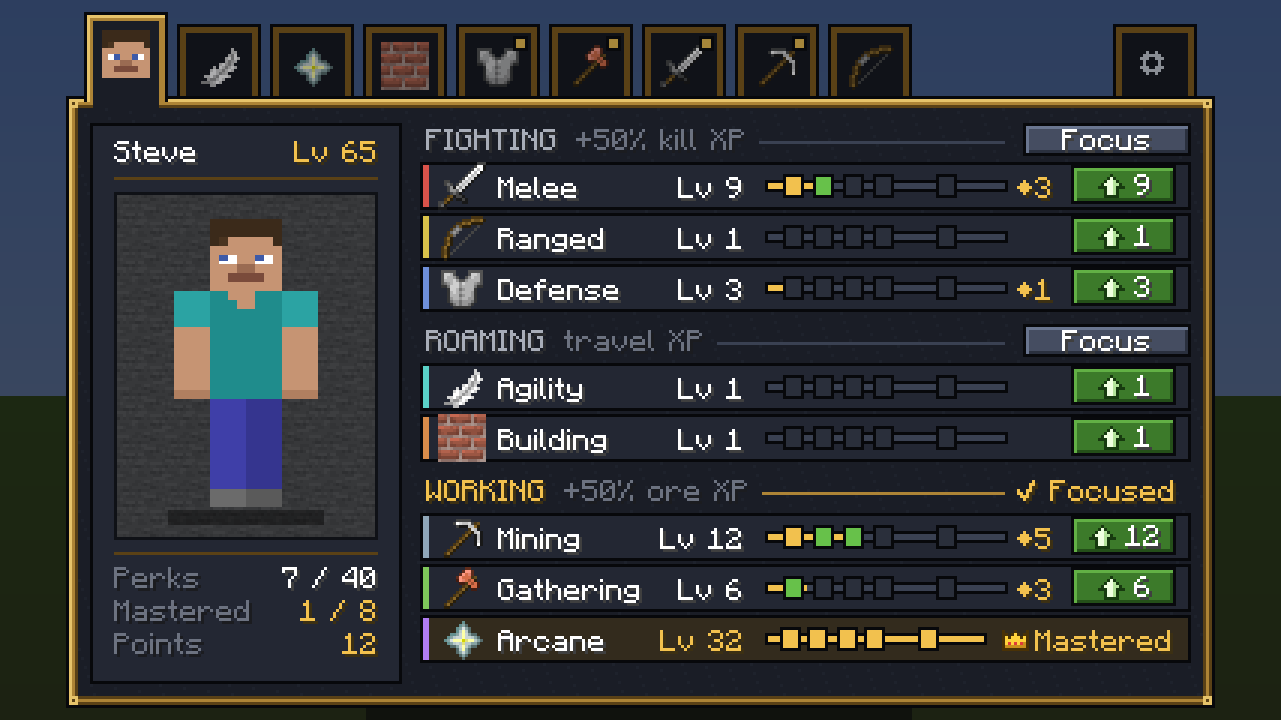 Steve Lv 65
Perks 7 / 40
Mastered 1 / 8
Points 12
FIGHTING +50% kill XP Focus
Melee Lv 9 3 9
Ranged Lv 1 1
Defense Lv 3 1 3
ROAMING travel XP Focus
Agility Lv 1 1
Building Lv 1 1
WORKING +50% ore XP ✓ Focused
Mining Lv 12 5 12
Gathering Lv 6 3 6
Arcane Lv 32 Mastered